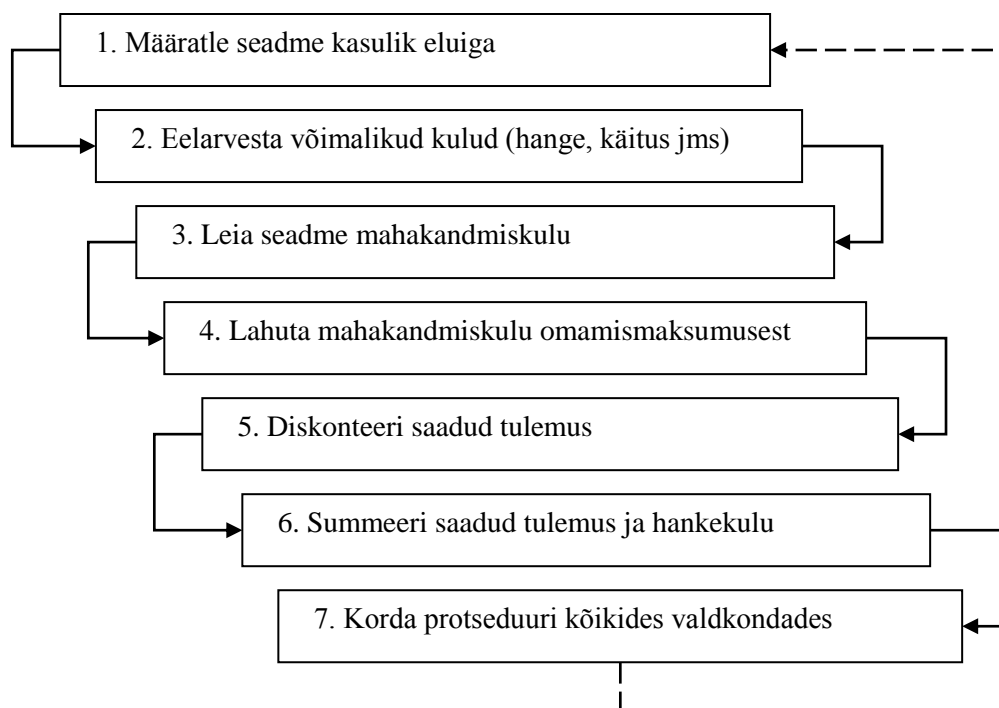 1. Määratle seadme kasulik eluiga
2. Eelarvesta võimalikud kulud (hange, käitus jms)
3. Leia seadme mahakandmiskulu
4. Lahuta mahakandmiskulu omamismaksumusest
5. Diskonteeri saadud tulemus
6. Summeeri saadud tulemus ja hankekulu
7. Korda protseduuri kõikides valdkondades